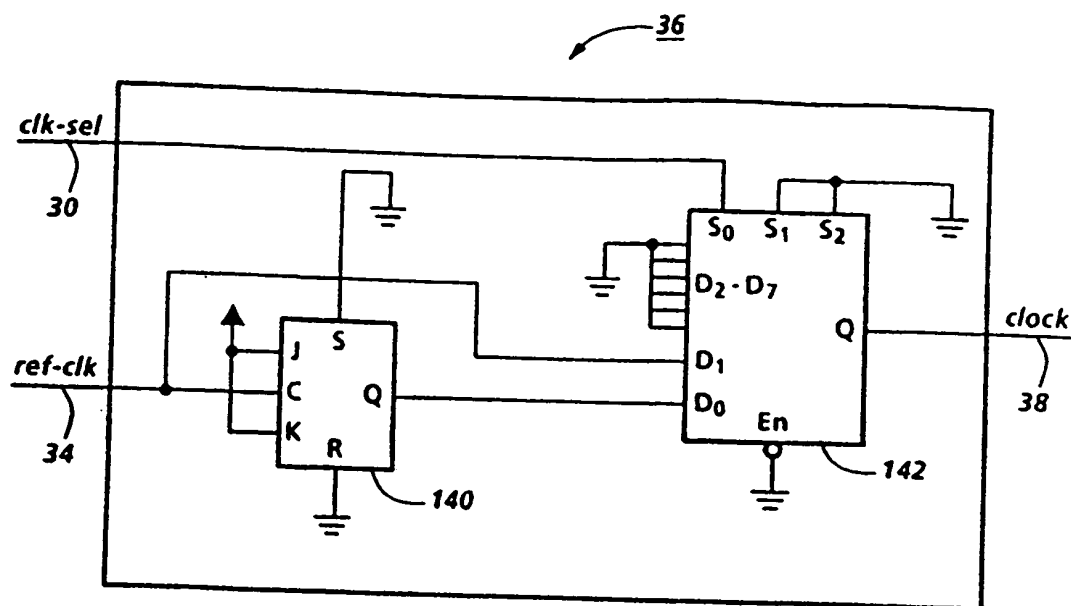 36
clk-sel
30
S0 S1 S2
D2 - D7
J S
Q
clock
ref-clk
C Q
D1
D0
38
34
K
R
En
142
140